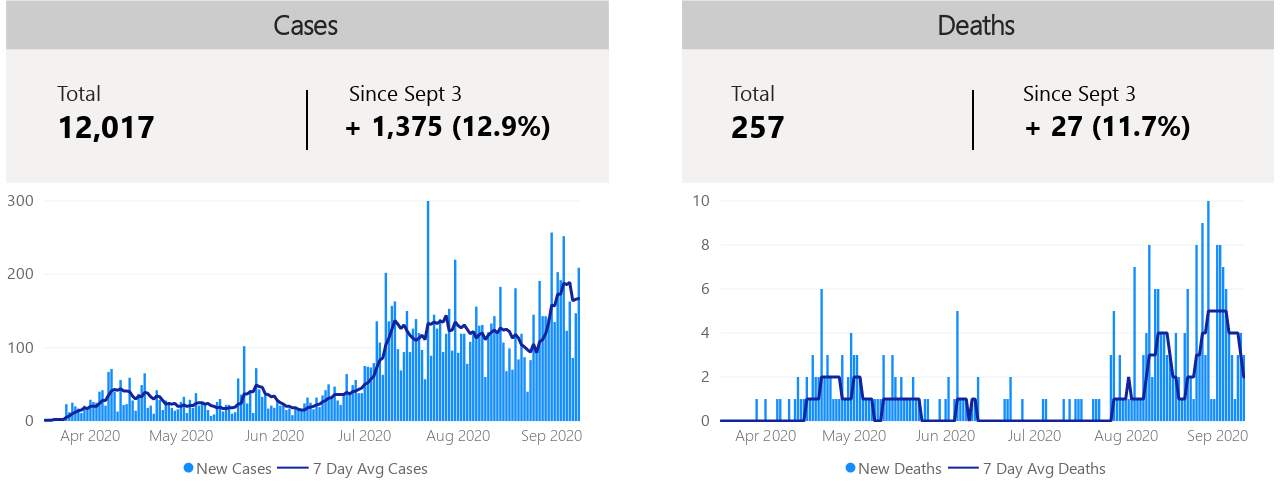 Cases
Total
Since Sept 3
12,017
+ 1,375 (12.9%)
300
200
100
0
Apr 2020 May 2020 Jun 2020 Jul 2020 Aug 2020 Sep 2020
New Cases 7 Day Avg Cases
Deaths
Total
Since Sept 3
257
+ 27 (11.7%)
10
8
6
4
2
0
Apr 2020 May 2020 Jun 2020 Jul 2020 Aug 2020 Sep 2020
New Deaths 7 Day Avg Deaths